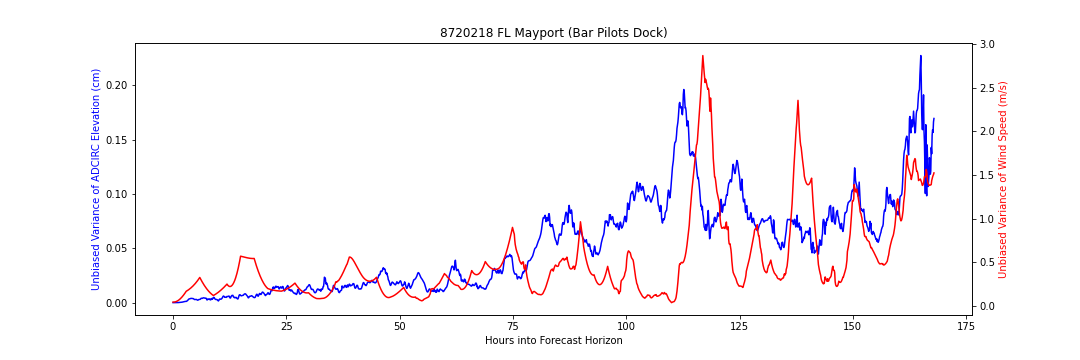 8720218 FL Mayport (Bar Pilots Dock)
Unbiased Variance of ADCIRC Elevation (cm)
0.20
0.15
0.10
0.05
0.00
3.0
2.5
2.0
1.5
1.0
0.5
0.0
Unbiased Variance of Wind Speed (m/s)
0 25 50 75 100 125 150 175
Hours into Forecast Horizon